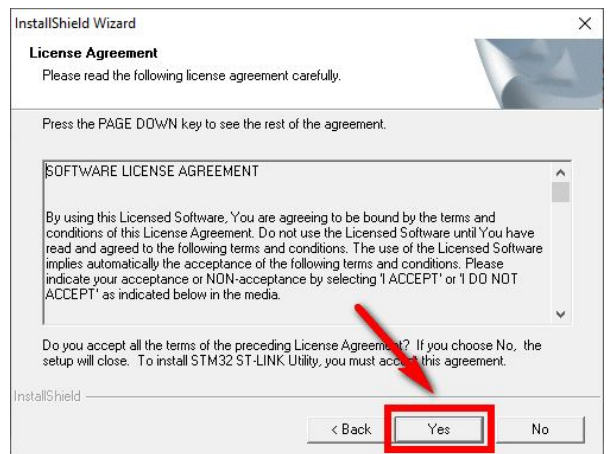 InstallShield Wizard
License Agreement
Please read the following license agreement carefully.
Press the PAGE DOWN key to see the rest of the agreement.
SOFTWARE LICENSE AGREEMENT
By using this Licensed Software, You are agreeing to be bound by the terms and
conditions of this License Agreement. Do not use the Licensed Software until You have
read and agreed to the following terms and conditions. The use of the Licensed Software
implies automatically the acceptance of the following terms and conditions. Please
indicate your acceptance or NON-acceptance by selecting 'I ACCEPT' or 'I DO NOT
ACCEPT' as indicated below in the media.
Do you accept all the terms of the preceding License Agreement? If you choose No, the
setup will close. To install STM32 ST-LINK Utility, you must accept this agreement.
InstallShield
< Back Yes No